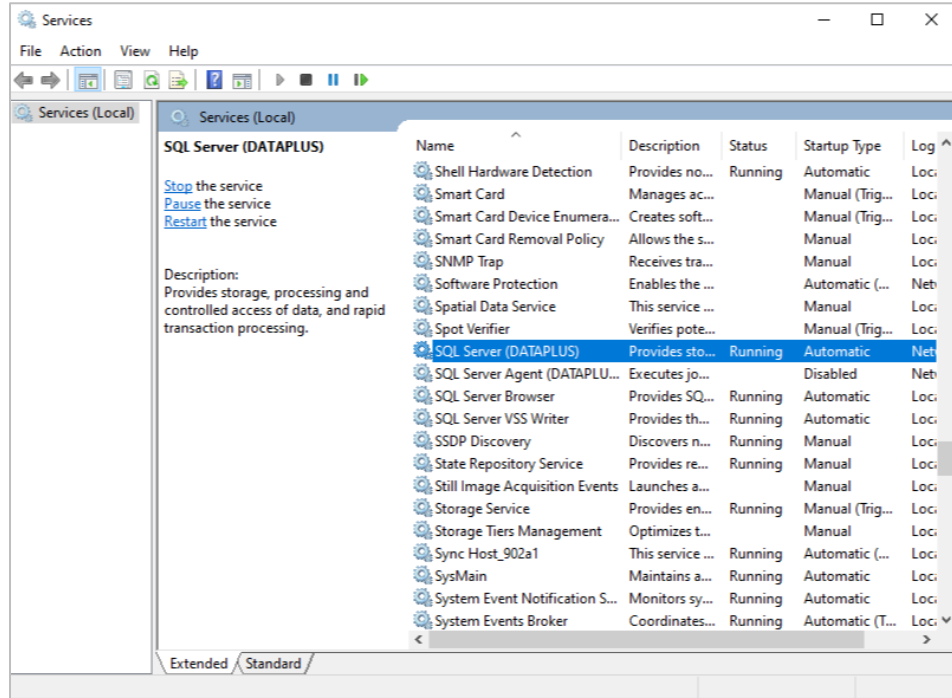 Services
File Action View Help
Services (Local)
Services (Local)
SQL Server (DATAPLUS)
Stop the service
Pause the service
Restart the service
Description:
Provides storage, processing and
controlled access of data, and rapid
transaction processing.
Name Description Status Startup Type Log
Shell Hardware Detection Provides no... Running Automatic Loca
Smart Card Manages ac... Manual (Trig... Loca
Smart Card Device Enumera... Creates soft... Manual (Trig... Loca
Smart Card Removal Policy Allows the s... Manual Loca
SNMP Trap Receives tra... Manual Loca
Software Protection Enables the ... Automatic (... Netv
Spatial Data Service This service ... Manual Loca
Spot Verifier Verifies pote... Manual (Trig... Loca
SQL Server (DATAPLUS) Provides sto... Running Automatic Netv
SQL Server Agent (DATAPLU... Executes jo... Disabled Netv
SQL Server Browser Provides SQ... Running Automatic Loca
SQL Server VSS Writer Provides th... Running Automatic Loca
SSDP Discovery Discovers n... Running Manual Loca
State Repository Service Provides re... Running Manual Loca
Still Image Acquisition Events Launches a... Manual Loca
Storage Service Provides en... Running Manual (Trig... Loca
Storage Tiers Management Optimizes t... Manual Loca
Sync Host_902a1 This service ... Running Automatic (... Loca
SysMain Maintains a... Running Automatic Loca
System Event Notification S... Monitors sy... Running Automatic Loca
System Events Broker Coordinates... Running Automatic (T... Loca
Extended Standard